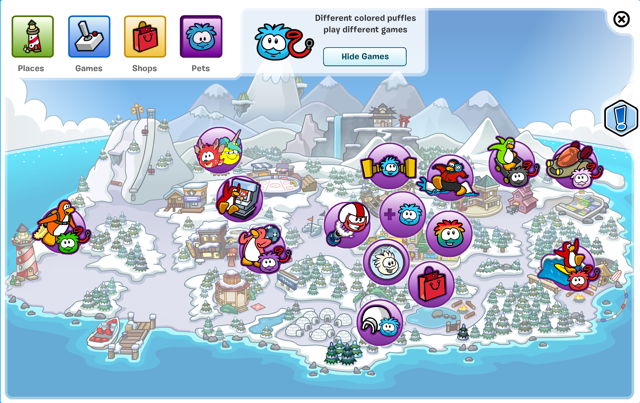 Different colored puffles
play different games
Hide Games
Places
Games
Shops
Pets